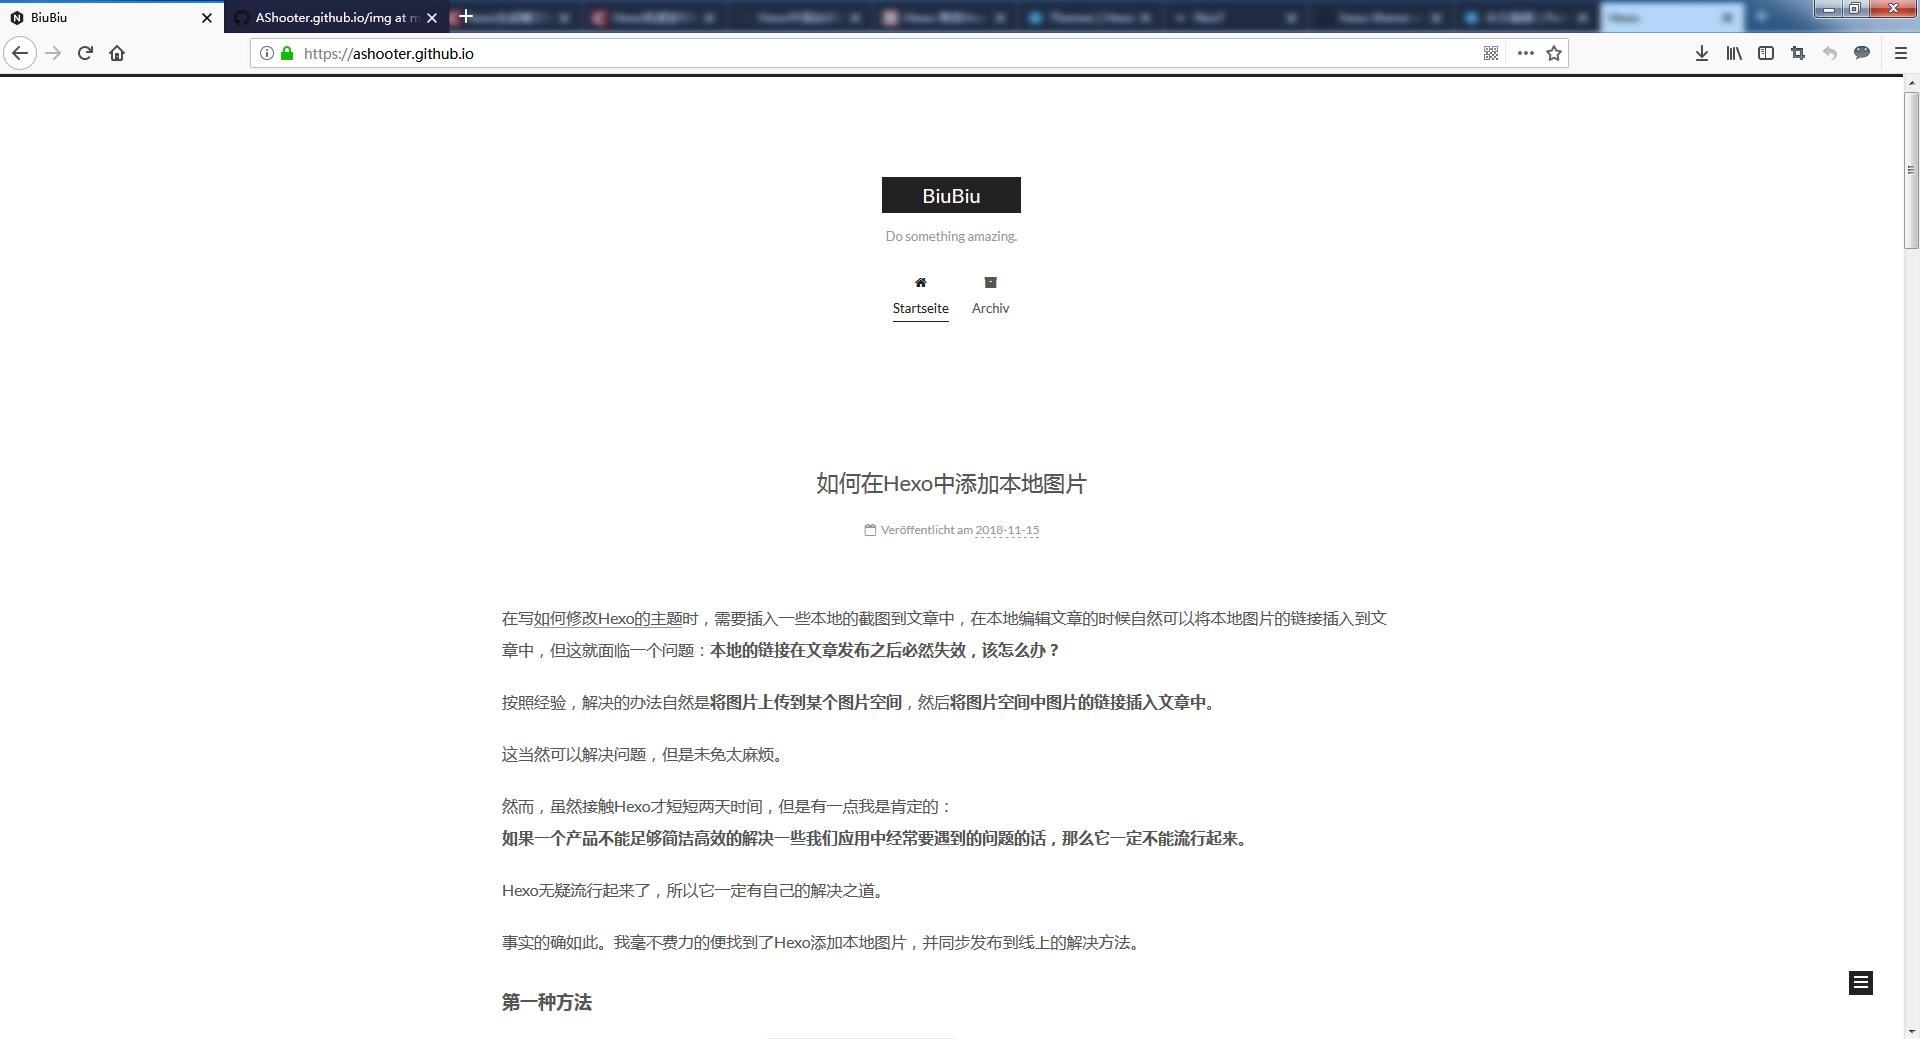 BiuBiu
AShooter.github.io/img at m
https://ashooter.github.io
BiuBiu
Do something amazing.
Startseite
Archiv
如何在Hexo中添加本地图片
Veröffentlicht am 2018-11-15
在写如何修改Hexo的主题时，需要插入一些本地的截图到文章中，在本地编辑文章的时候自然可以将本地图片的链接插入到文
章中，但这就面临一个问题：本地的链接在文章发布之后必然失效，该怎么办？
按照经验，解决的办法自然是将图片上传到某个图片空间，然后将图片空间中图片的链接插入文章中。
这当然可以解决问题，但是未免太麻烦。
然而，虽然接触Hexo才短短两天时间，但是有一点我是肯定的：
如果一个产品不能足够简洁高效的解决一些我们应用中经常要遇到的问题的话，那么它一定不能流行起来。
Hexo无疑流行起来了，所以它一定有自己的解决之道。
事实的确如此。我毫不费力的便找到了Hexo添加本地图片，并同步发布到线上的解决方法。
第一种方法